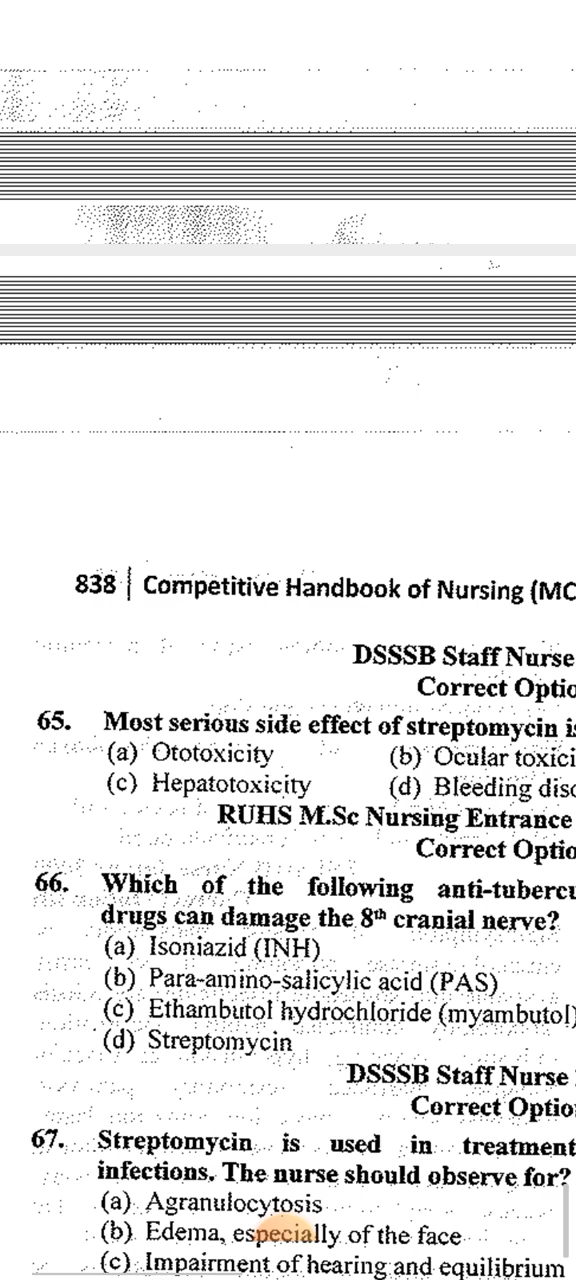 838 | Competitive Handbook of Nursing (MC
DSSSB Staff Nurse
Correct Optio
65. Most serious side effect of streptomycin is
(a) Ototoxicity (b) Ocular toxici
(c) Hepatotoxicity (d) Bleeding diso
RUHS M.Sc Nursing Entrance
Correct Optio
66. Which of the following anti-tubercu
drugs can damage the 8th cranial nerve?
(a) Isoniazid (INH)
(b) Para-amino-salicylic acid (PAS)
(c) Ethambutol hydrochloride (myambutol)
(d) Streptomycin
DSSSB Staff Nurse
Correct Optio
67. Streptomycin is used in treatment
infections. The nurse should observe for?
(a) Agranulocytosis
(b) Edema, especially of the face
(c) Impairment of hearing and equilibrium